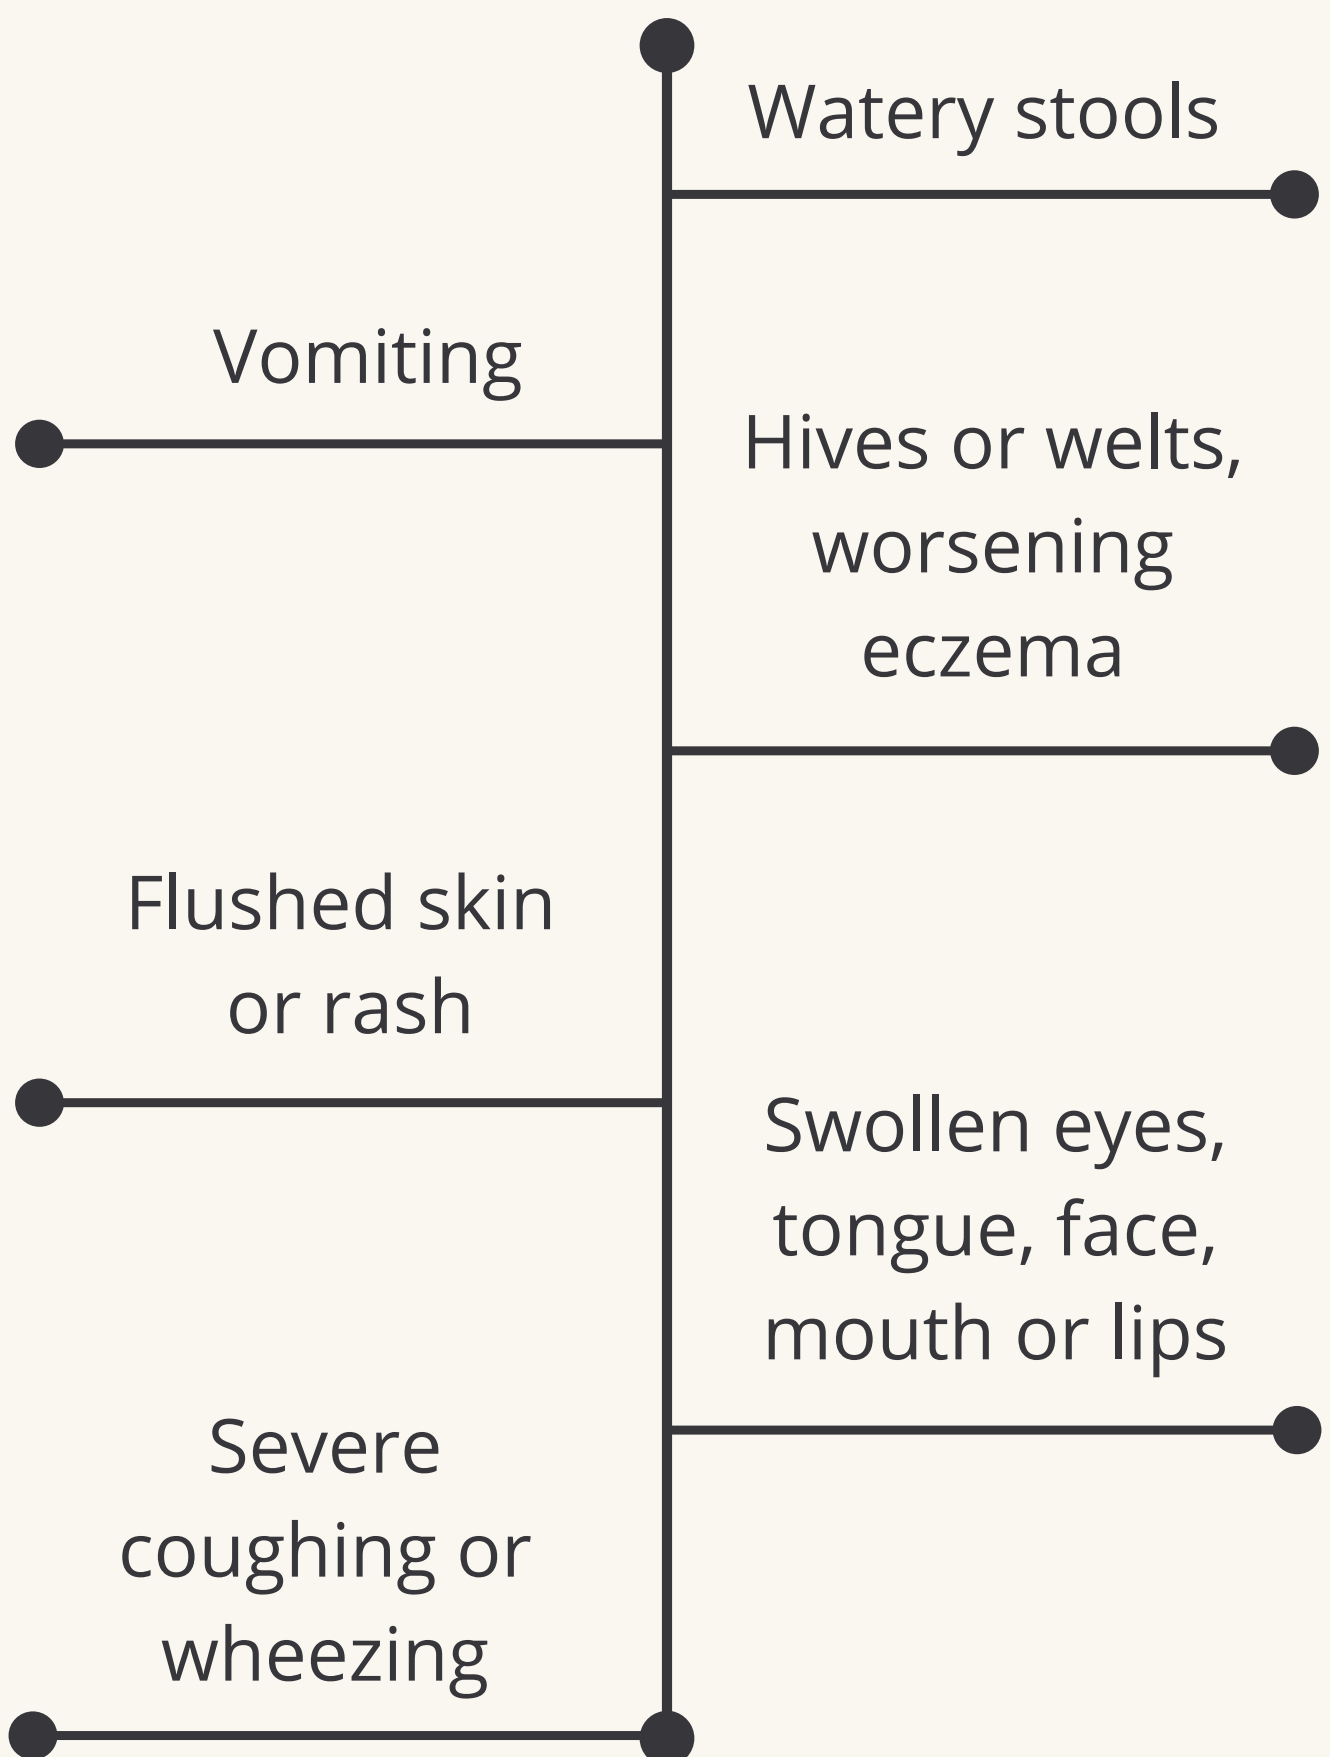 Watery stools
Vomiting
Hives or welts,
worsening
eczema
Flushed skin
or rash
Swollen eyes,
tongue, face,
mouth or lips
Severe
coughing or
wheezing